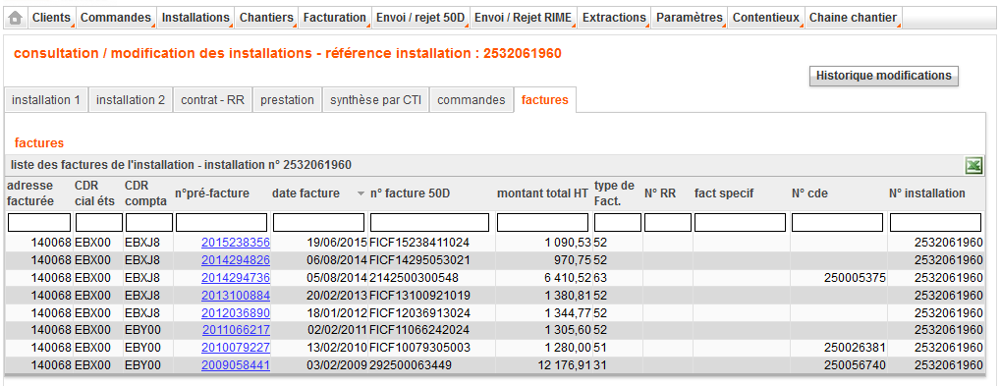 Clients Commandes Installations Chantiers Facturation Envoi / rejet 50D Envoi / Rejet RIME Extractions Paramètres Contentieux Chaine chantier
consultation / modification des installations - référence installation : 2532061960
Historique modifications
installation 1 installation 2 contrat - RR prestation synthèse par CTI commandes factures
factures
liste des factures de l'installation - installation n° 2532061960
adresse facturée CDR cial éts CDR compta n°pré-facture date facture n° facture 50D montant total HT type de Fact. N° RR fact specif N° cde N° installation
140068 EBX00 EBXJ8 2015238356 19/06/2015 FICF15238411024 1 090,53 52 2532061960
140068 EBX00 EBXJ8 2014294826 06/08/2014 FICF14295053021 970,75 52 2532061960
140068 EBX00 EBXJ8 2014294736 05/08/2014 2142500300548 6 410,52 63 250005375 2532061960
140068 EBX00 EBXJ8 2013100884 20/02/2013 FICF13100921019 1 380,81 52 2532061960
140068 EBX00 EBXJ8 2012036890 18/01/2012 FICF12036913024 1 344,77 52 2532061960
140068 EBX00 EBY00 2011066217 02/02/2011 FICF11066242024 1 305,60 52 2532061960
140068 EBX00 EBY00 2010079227 13/02/2010 FICF10079305003 1 280,00 51 250026381 2532061960
140068 EBX00 EBY00 2009058441 03/02/2009 292500063449 12 176,91 31 250056740 2532061960